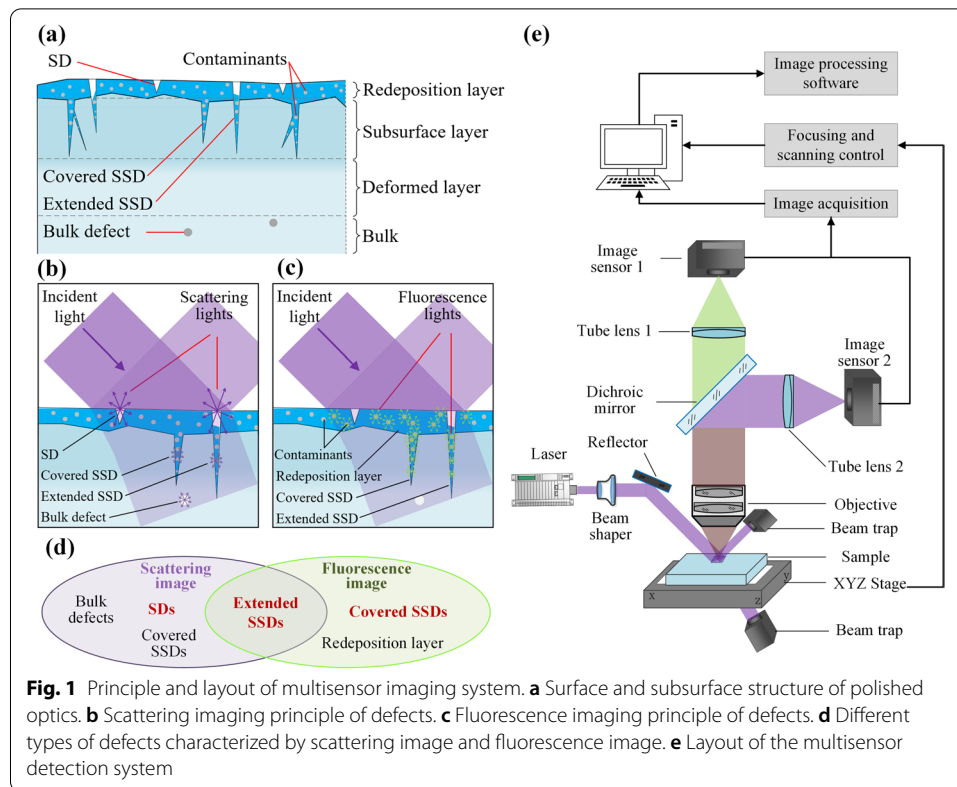 (a)
SD
Contaminants
Redeposition layer
Subsurface layer
Covered SSD
Extended SSD
Deformed layer
Bulk defect
Bulk
(b)
Incident
light
Scattering
lights
SD
Covered SSD
Extended SSD
Bulk defect
(c)
Incident
light
Fluorescence
lights
Contaminants
Redeposition layer
Covered SSD
Extended SSD
(d)
Scattering
image
Fluorescence
image
Bulk
defects
SDs
Covered
SSDs
Extended
SSDs
Covered SSDs
Redeposition layer
(e)
Image processing
software
Focusing and
scanning control
Image acquisition
Image
sensor 1
Tube lens 1
Image
sensor 2
Dichroic
mirror
Reflector
Tube lens 2
Laser
Beam
shaper
Objective
Beam trap
Sample
XYZ Stage
x
y
z
Beam trap
Fig. 1 Principle and layout of multisensor imaging system. a Surface and subsurface structure of polished
optics. b Scattering imaging principle of defects. c Fluorescence imaging principle of defects. d Different
types of defects characterized by scattering image and fluorescence image. e Layout of the multisensor
detection system